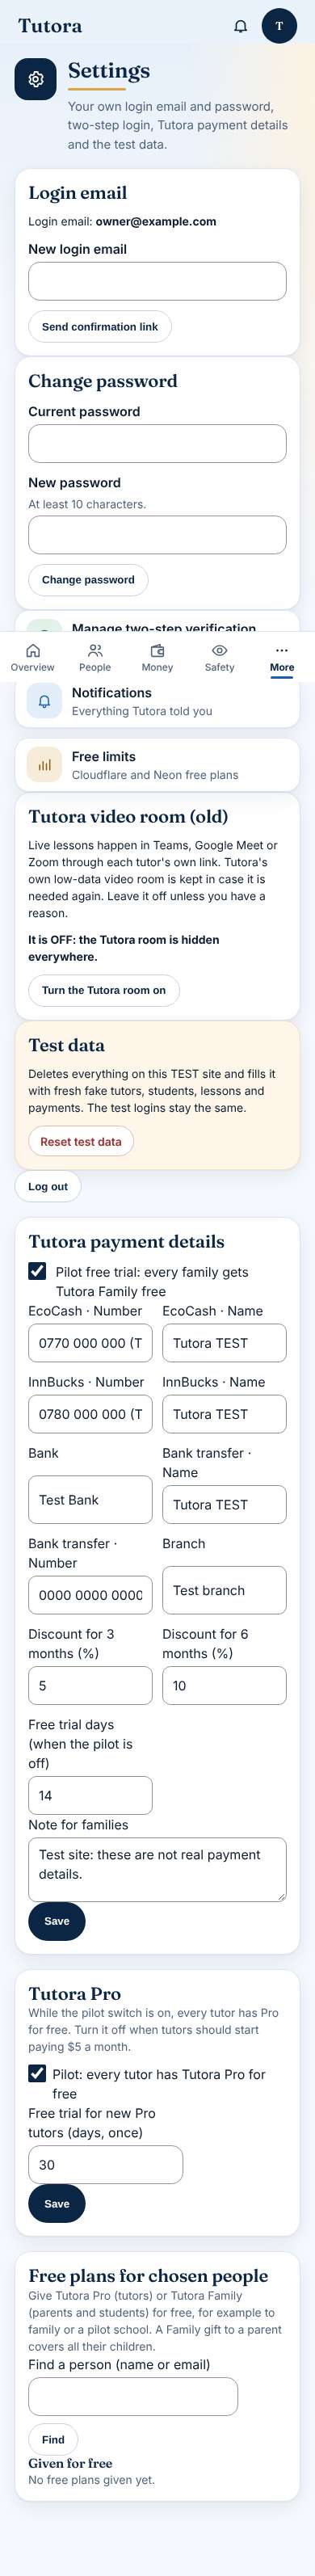 Tutora
T
Settings
Your own login email and password,
two-step login, Tutora payment details
and the test data.
Login email
Login email: owner@example.com
New login email
Send confirmation link
Change password
Current password
New password
At least 10 characters.
Change password
Manage two-step verification
Overview People Money Safety More
Notifications
Everything Tutora told you
Free limits
Cloudflare and Neon free plans
Tutora video room (old)
Live lessons happen in Teams, Google Meet or
Zoom through each tutor's own link. Tutora's
own low-data video room is kept in case it is
needed again. Leave it off unless you have a
reason.
It is OFF: the Tutora room is hidden
everywhere.
Turn the Tutora room on
Test data
Deletes everything on this TEST site and fills it
with fresh fake tutors, students, lessons and
payments. The test logins stay the same.
Reset test data
Log out
Tutora payment details
Pilot free trial: every family gets
Tutora Family free
EcoCash · Number EcoCash · Name
0770 000 000 (T Tutora TEST
InnBucks · Number InnBucks · Name
0780 000 000 (T Tutora TEST
Bank
Bank transfer ·
Name
Test Bank
Tutora TEST
Bank transfer ·
Number
Branch
0000 0000 0000
Test branch
Discount for 3
months (%)
Discount for 6
months (%)
5 10
Free trial days
(when the pilot is
off)
14
Note for families
Test site: these are not real payment
details.
Save
Tutora Pro
While the pilot switch is on, every tutor has Pro
for free. Turn it off when tutors should start
paying $5 a month.
Pilot: every tutor has Tutora Pro for
free
Free trial for new Pro
tutors (days, once)
30
Save
Free plans for chosen people
Give Tutora Pro (tutors) or Tutora Family
(parents and students) for free, for example to
family or a pilot school. A Family gift to a parent
covers all their children.
Find a person (name or email)
Find
Given for free
No free plans given yet.